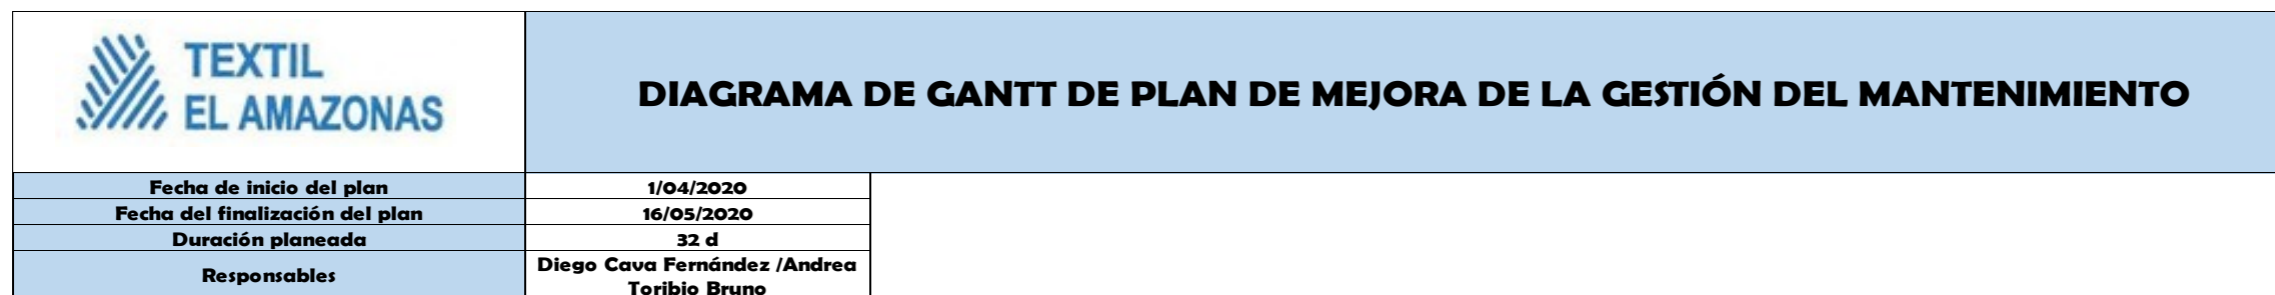 TEXTIL
EL AMAZONAS
DIAGRAMA DE GANTT DE PLAN DE MEJORA DE LA GESTIÓN DEL MANTENIMIENTO
Fecha de inicio del plan 1/04/2020
Fecha del finalización del plan 16/05/2020
Duración planeada 32 d
Responsables Diego Cava Fernández /Andrea
Toribio Bruno